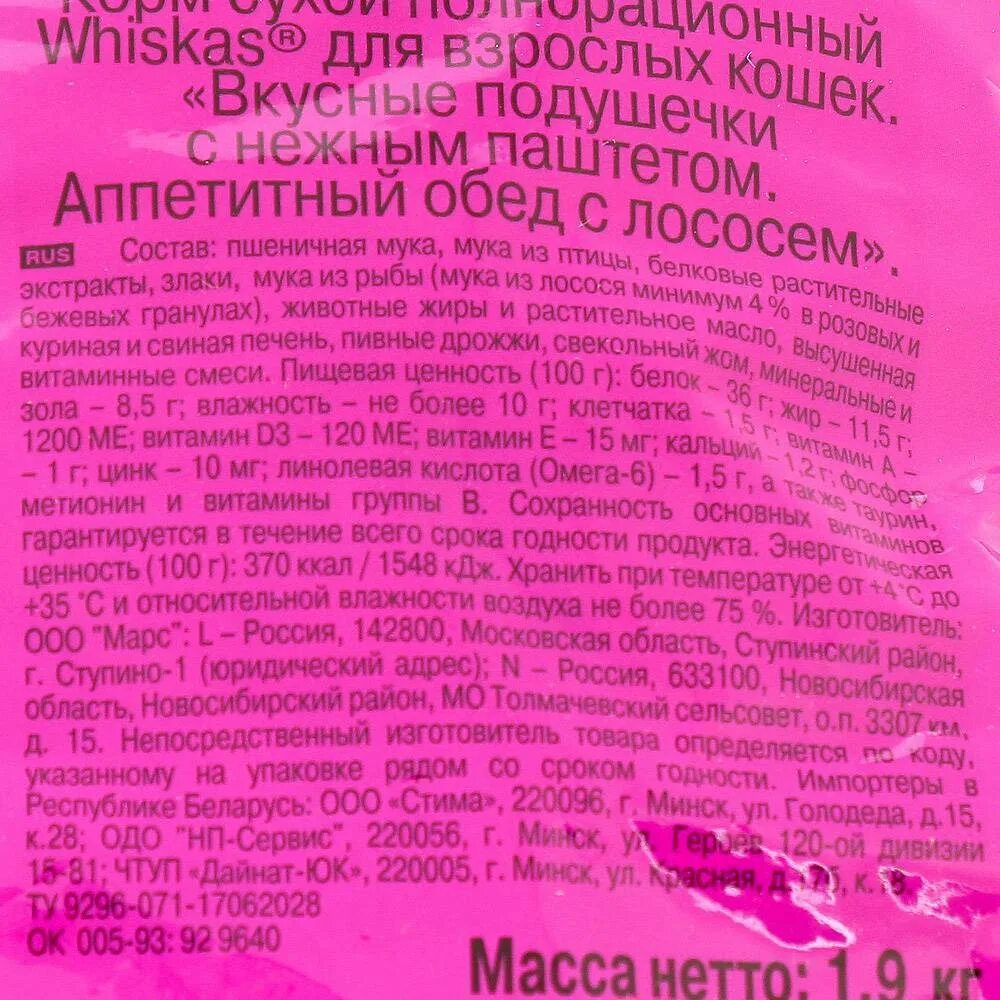 Корм сухой полнорационный
Whiskas® для взрослых кошек.
«Вкусные подушечки
с нежным паштетом.
Аппетитный обед с лососем».
RUS Состав: пшеничная мука, мука из птицы, белковые растительные
экстракты, злаки, мука из рыбы (мука из лосося минимум 4 % в розовых и
бежевых гранулах), животные жиры и растительное масло, высушенная
куриная и свиная печень, пивные дрожжи, свекольный жом, минеральные и
витаминные смеси. Пищевая ценность (100 г): белок – 36 г; жир – 11,5 г;
зола – 8,5 г; влажность – не более 10 г; клетчатка – 1,5 г; витамин А –
1200 МЕ; витамин D3 – 120 МЕ; витамин Е – 15 мг; кальций – 1,2 г; фосфор
– 1 г; цинк – 10 мг; линолевая кислота (Омега-6) – 1,5 г, а также таурин,
метионин и витамины группы В. Сохранность основных витаминов
гарантируется в течение всего срока годности продукта. Энергетическая
ценность (100 г): 370 ккал / 1548 кДж. Хранить при температуре от +4°С до
+35 °С и относительной влажности воздуха не более 75 %. Изготовитель:
ООО "Марс": L – Россия, 142800, Московская область, Ступинский район,
г. Ступино-1 (юридический адрес); N – Россия, 633100, Новосибирская
область, Новосибирский район, МО Толмачевский сельсовет, о.п. 3307 км,
д. 15. Непосредственный изготовитель товара определяется по коду,
указанному на упаковке рядом со сроком годности. Импортеры в
Республике Беларусь: ООО «Стима», 220096, г. Минск, ул. Голодеда, д.15,
к.28; ОДО "НП-Сервис", 220056, г. Минск, ул. Героев 120-ой дивизии
15-81; ЧТУП «Дайнат-ЮК», 220005, г. Минск, ул. Красная, к.
ТУ 9296-071-17062028
ОК 005-93: 92 9640
Масса нетто: 1,9 кг